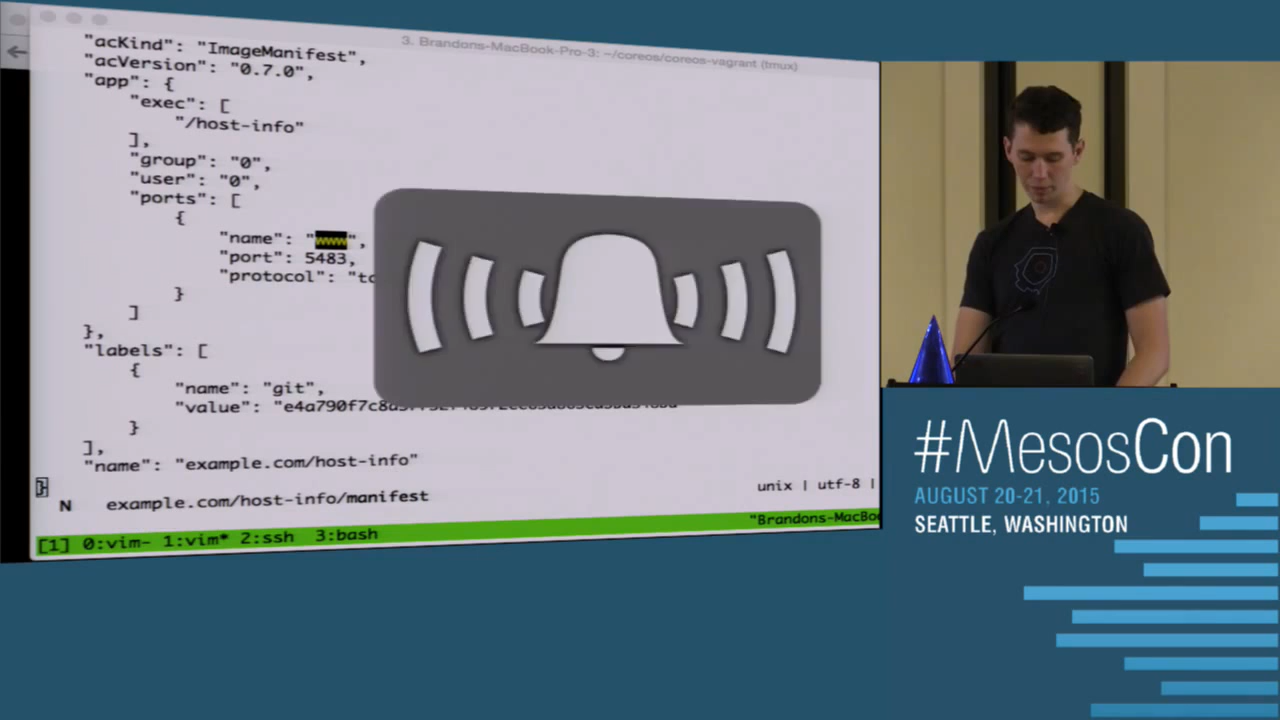 3. Brandons-MacBook-Pro-3: ~/coreos/coreos-vagrant (tmux)
"acKind": "ImageManifest",
"acVersion": "0.7.0",
"app": {
"exec": [
"/host-info"
],
"group": "0",
"user": "0",
"ports": [
{
"name": "www",
"port": 5483,
"protocol": "tc
}
]
},
"labels": [
{
"name": "git",
"value":
}
],
"name": "example.com/host-info"
}
N example.com/host-info/manifest
unix | utf-8 |
[1] 0:vim- 1:vim* 2:ssh 3:bash
"Brandons-MacBo
#MesosCon
AUGUST 20-21, 2015
SEATTLE, WASHINGTON